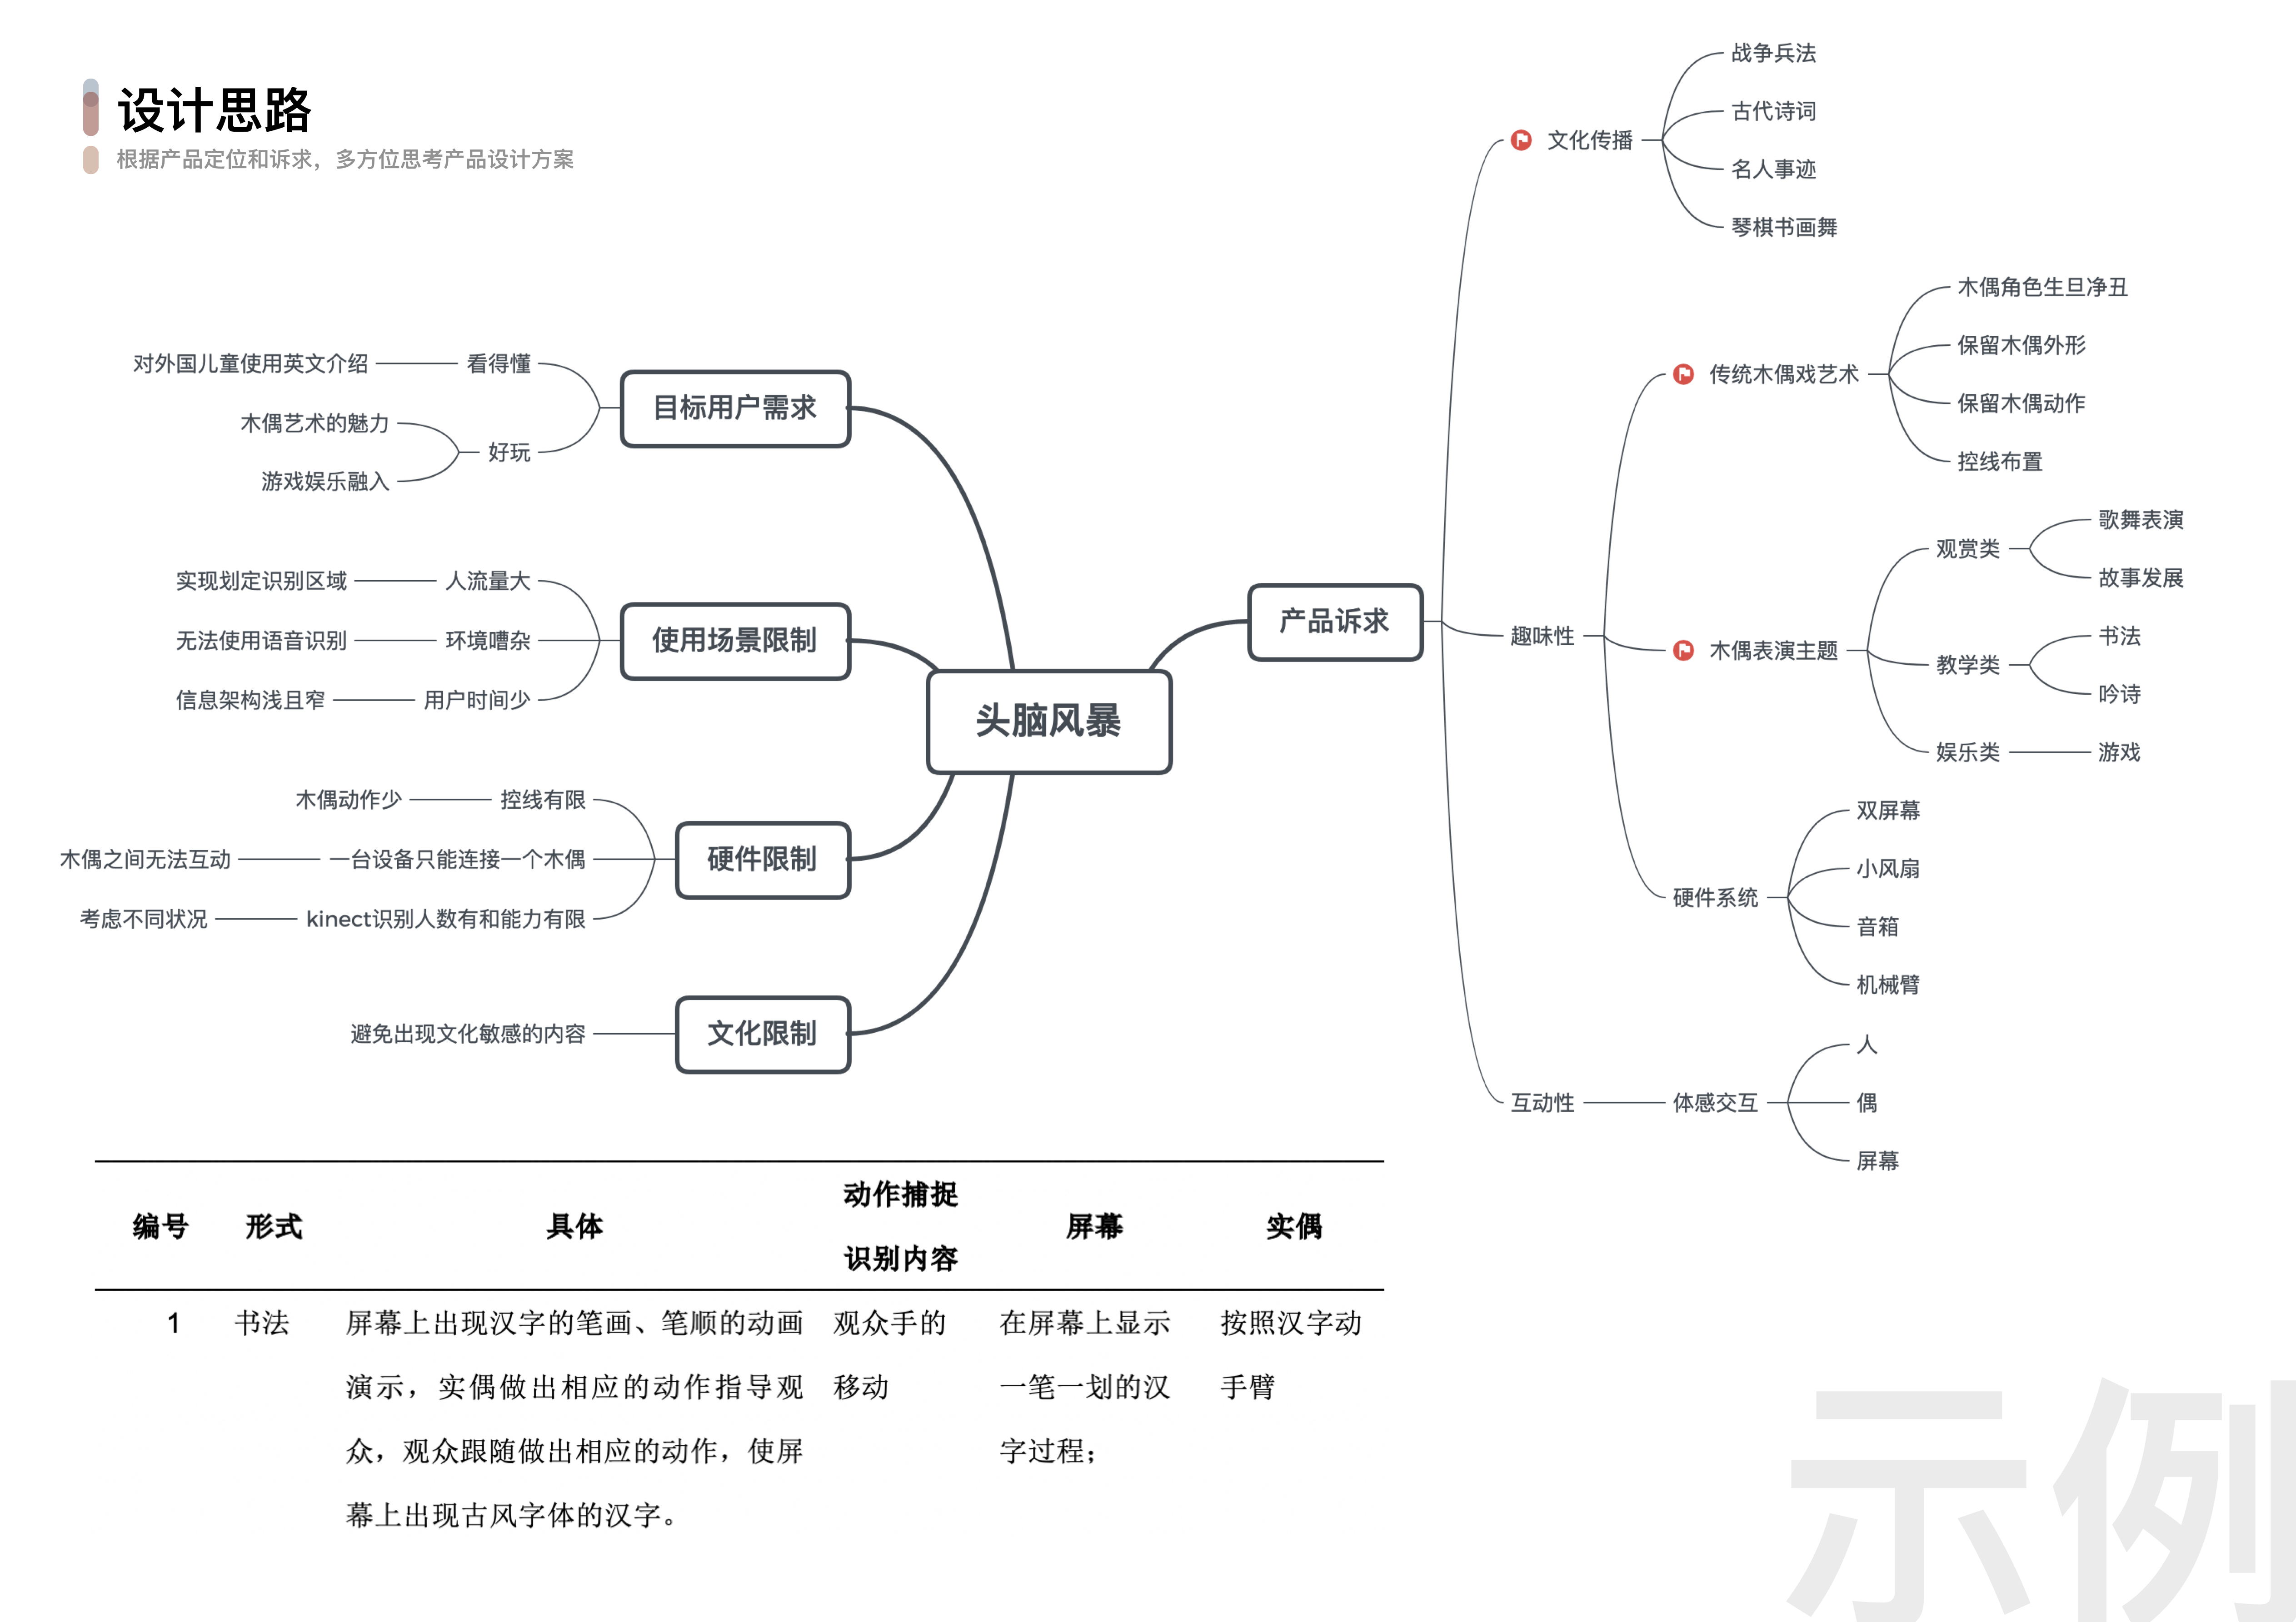 设计思路
根据产品定位和诉求，多方位思考产品设计方案
头脑风暴
目标用户需求
看得懂
对外国儿童使用英文介绍
好玩
木偶艺术的魅力
游戏娱乐融入
使用场景限制
人流量大
实现划定识别区域
环境嘈杂
无法使用语音识别
用户时间少
信息架构浅且窄
硬件限制
控线有限
木偶动作少
一台设备只能连接一个木偶
木偶之间无法互动
kinect识别人数有和能力有限
考虑不同状况
文化限制
避免出现文化敏感的内容
产品诉求
文化传播
战争兵法
古代诗词
名人事迹
琴棋书画舞
趣味性
传统木偶戏艺术
木偶角色生旦净丑
保留木偶外形
保留木偶动作
控线布置
木偶表演主题
观赏类
歌舞表演
故事发展
教学类
书法
吟诗
娱乐类
游戏
硬件系统
双屏幕
小风扇
音箱
机械臂
互动性
体感交互
人
偶
屏幕
编号
形式
具体
动作捕捉
识别内容
屏幕
实偶
1
书法
屏幕上出现汉字的笔画、笔顺的动画
演示，实偶做出相应的动作指导观
众，观众跟随做出相应的动作，使屏
幕上出现古风字体的汉字。
观众手的
移动
在屏幕上显示
一笔一划的汉
字过程；
按照汉字动
手臂
示例